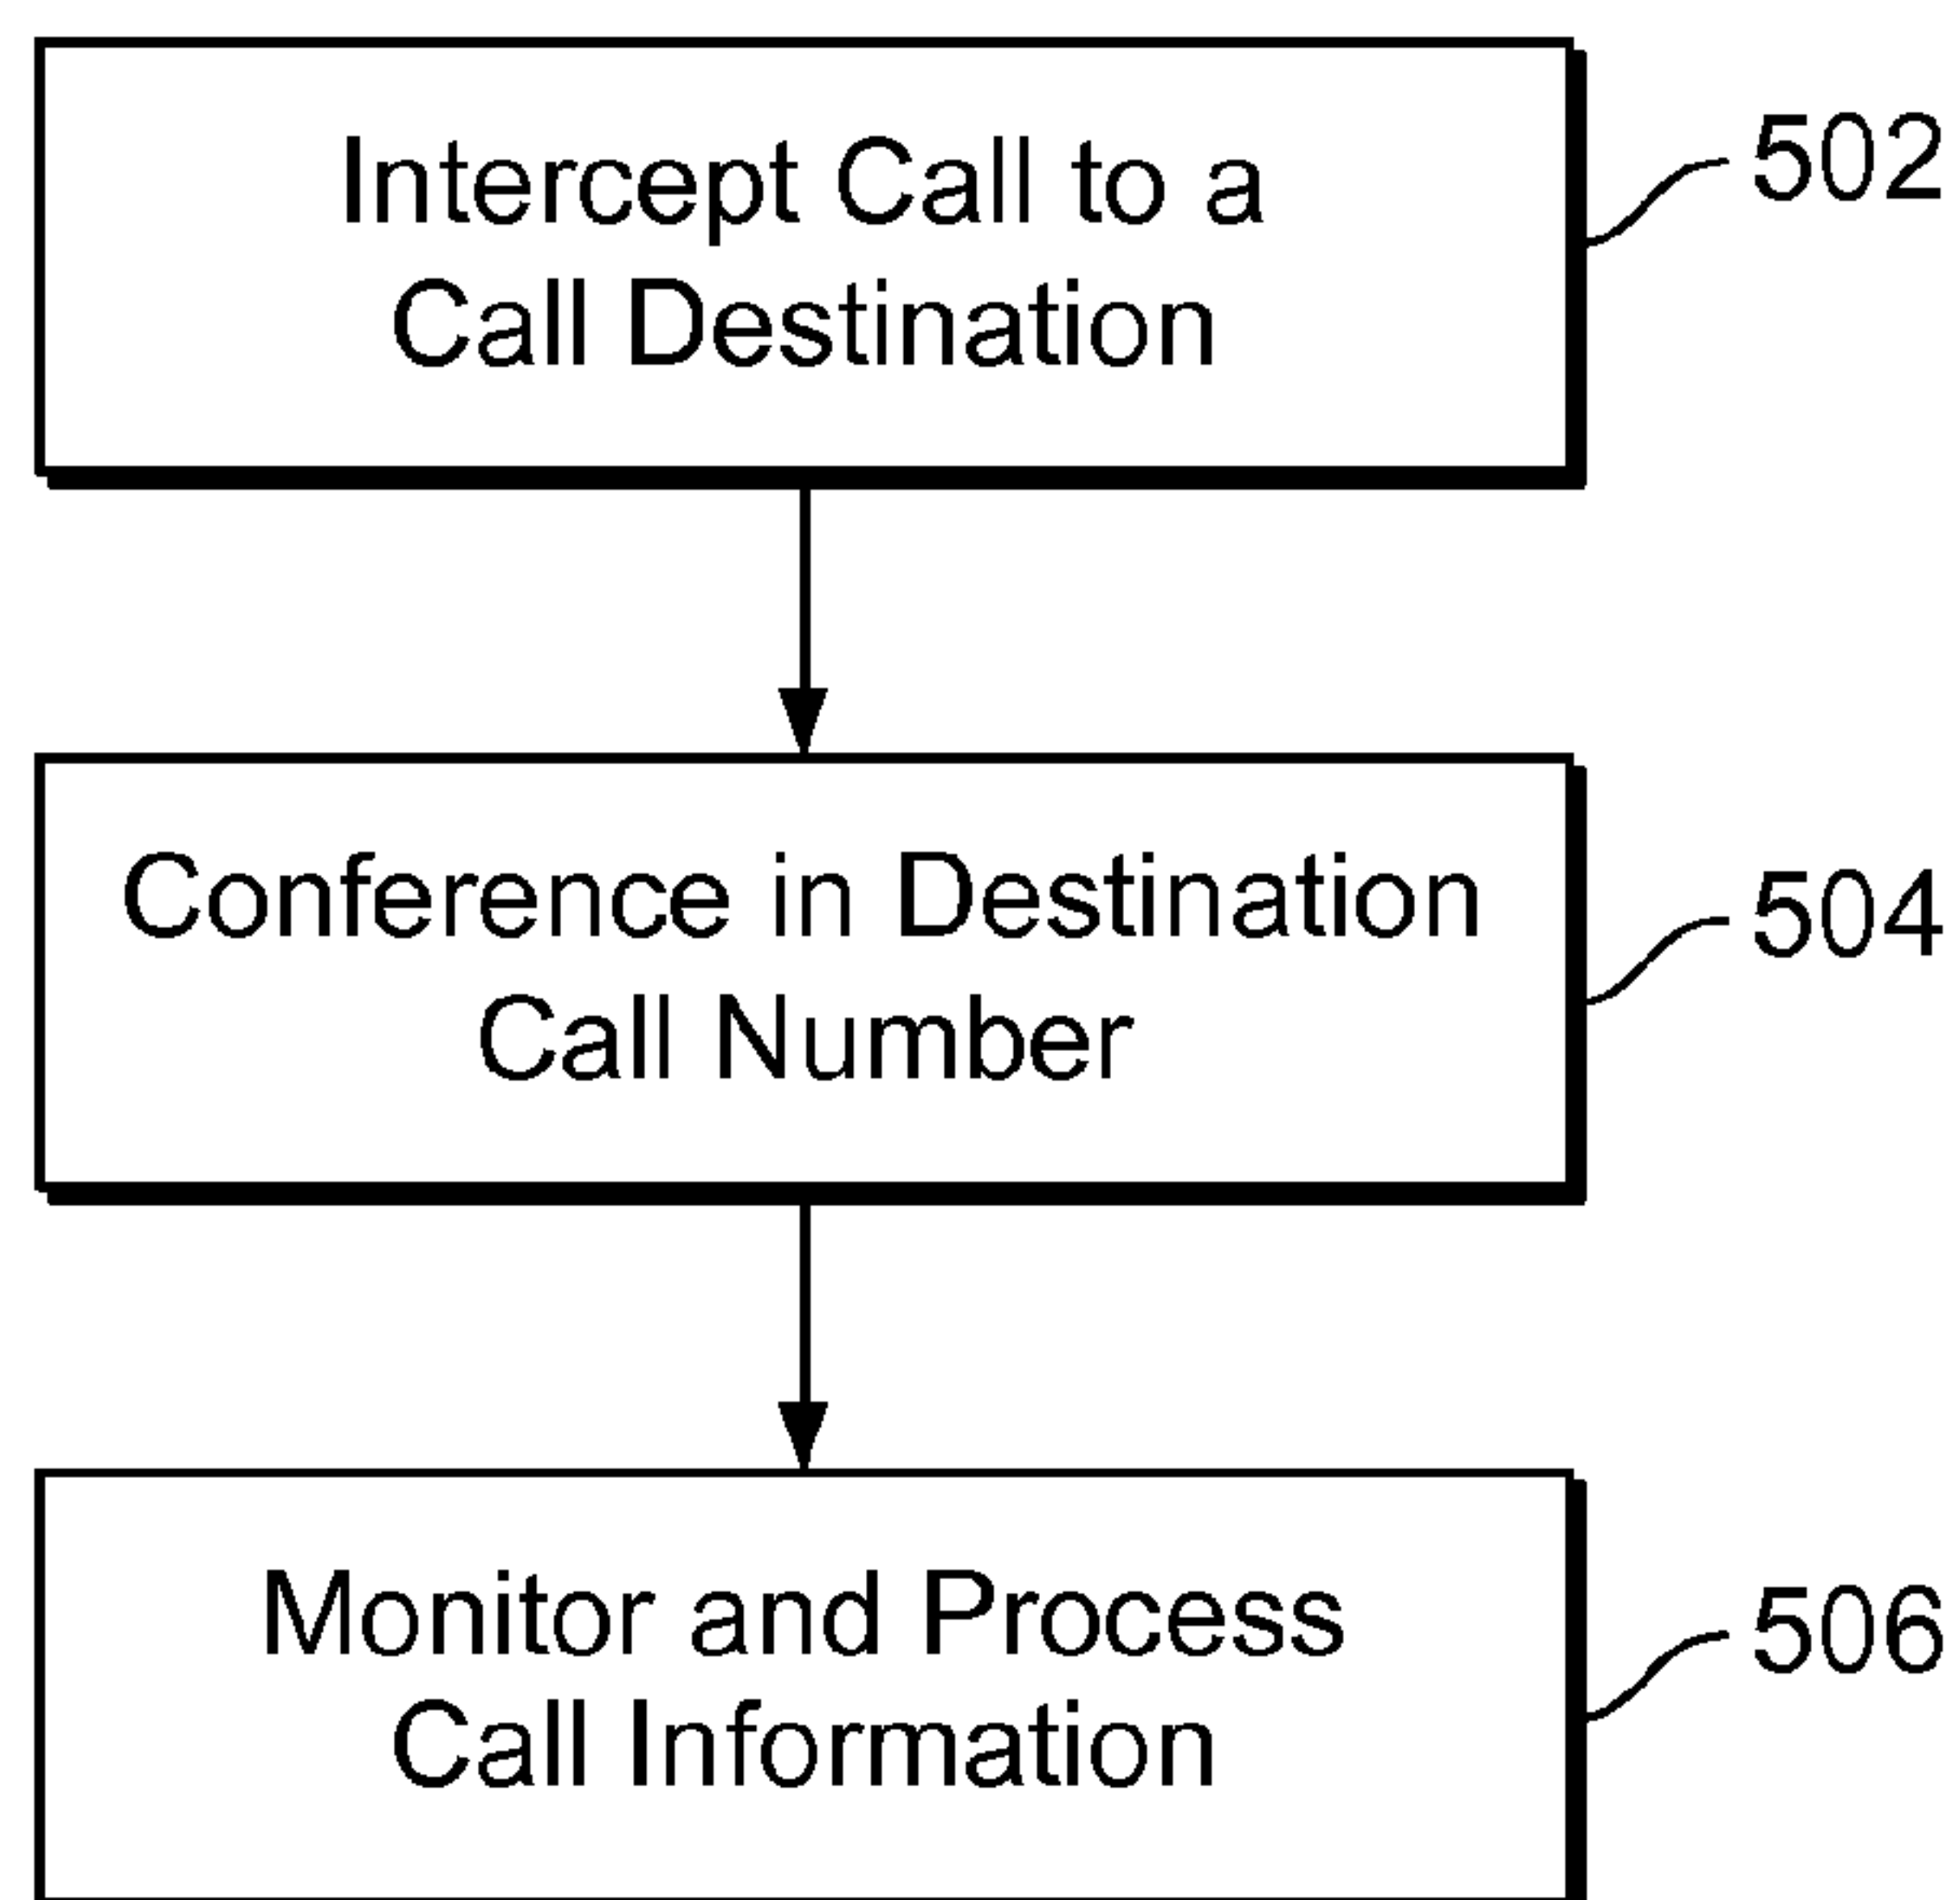 Intercept Call to a
Call Destination
502
Conference in Destination
Call Number
504
Monitor and Process
Call Information
506